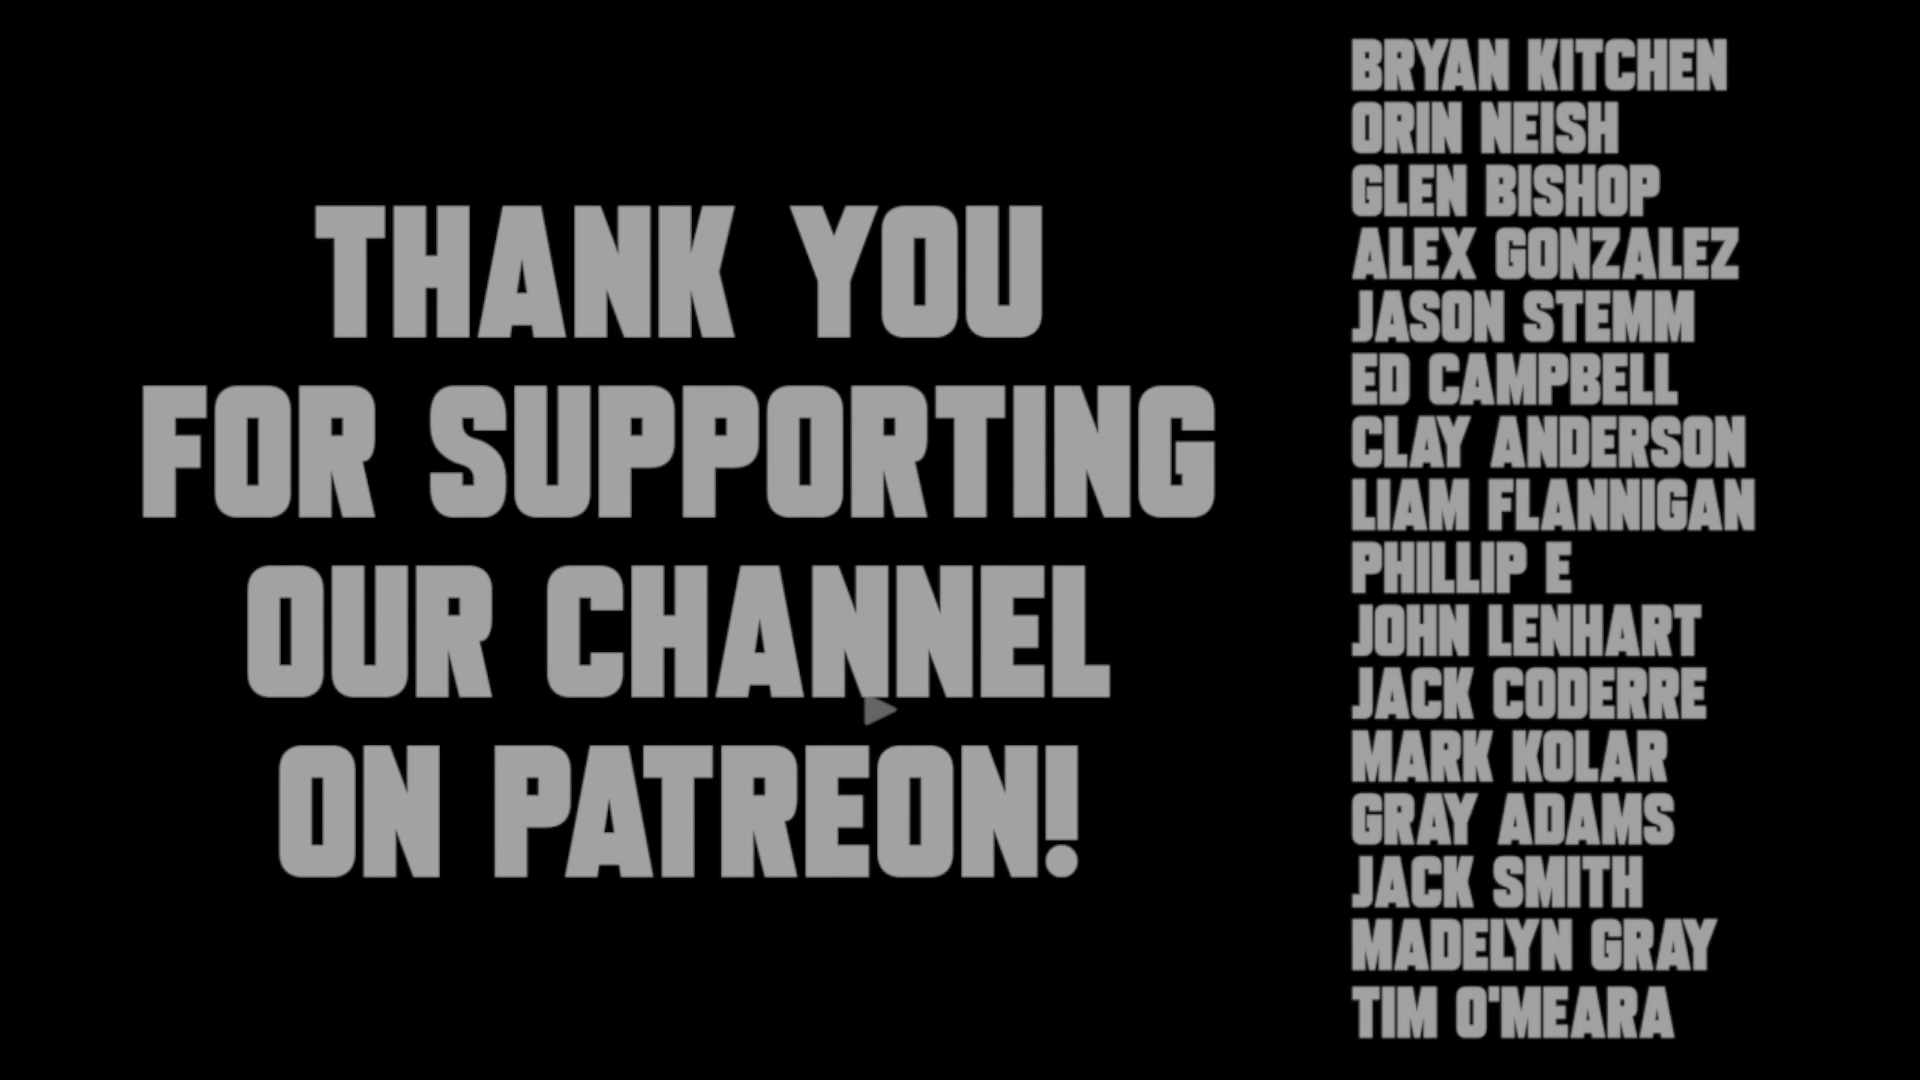 THANK YOU
FOR SUPPORTING
OUR CHANNEL
ON PATREON!
BRYAN KITCHEN
ORIN NEISH
GLEN BISHOP
ALEX GONZALEZ
JASON STEMM
ED CAMPBELL
CLAY ANDERSON
LIAM FLANNIGAN
PHILLIP E
JOHN LENHART
JACK CODERRE
MARK KOLAR
GRAY ADAMS
JACK SMITH
MADELYN GRAY
TIM O'MEARA